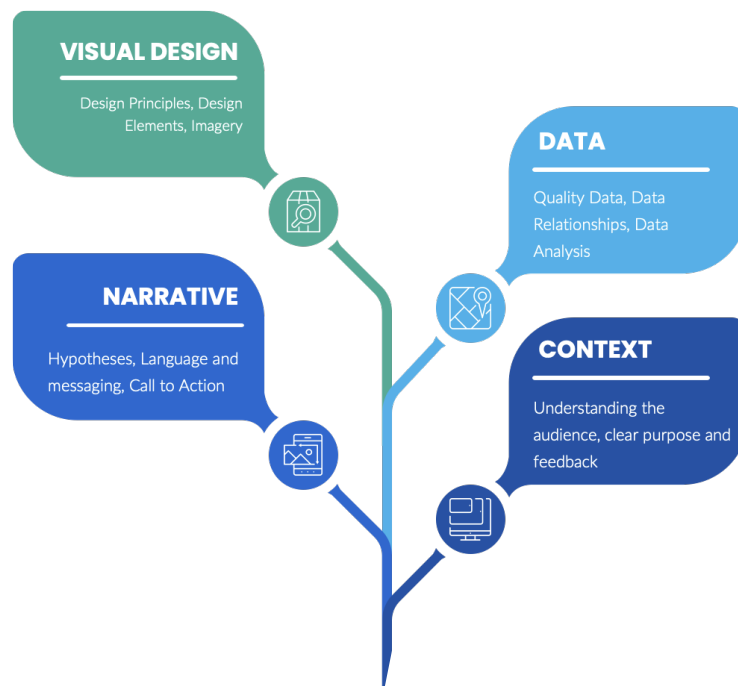 VISUAL DESIGN
Design Principles, Design
Elements, Imagery
DATA
Quality Data, Data
Relationships, Data
Analysis
NARRATIVE
Hypotheses, Language and
messaging, Call to Action
CONTEXT
Understanding the
audience, clear purpose and
feedback